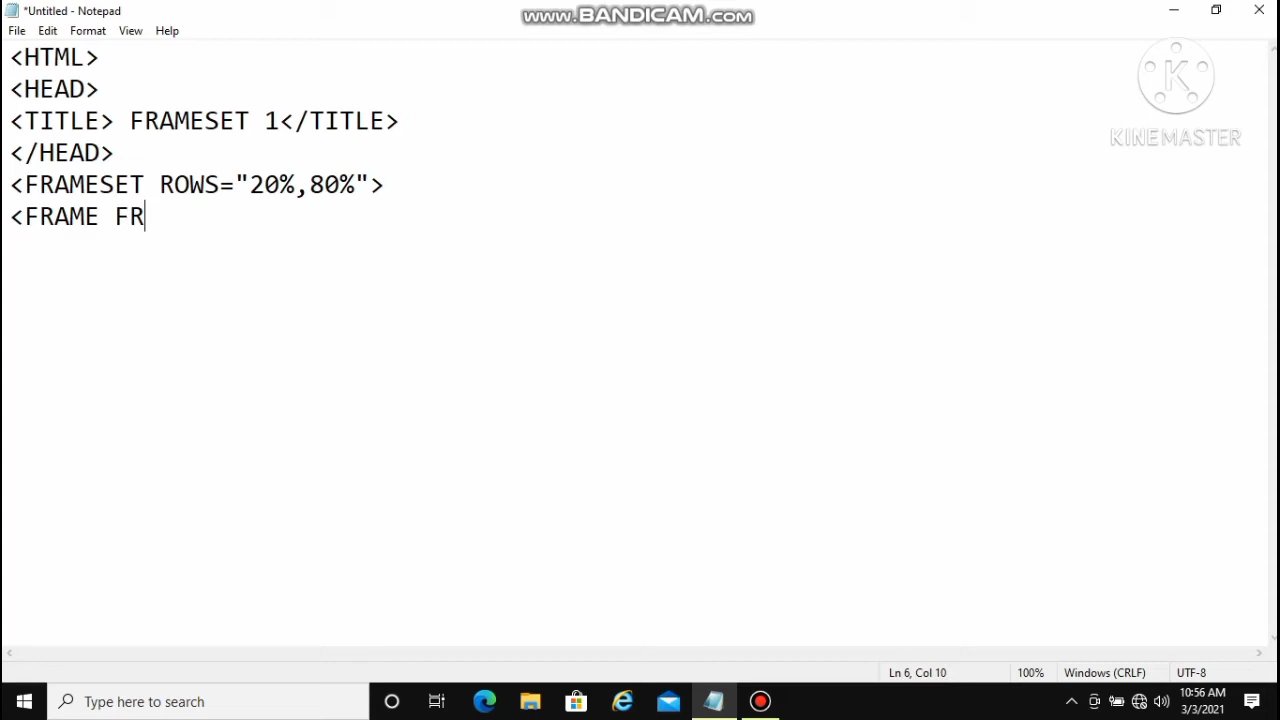 *Untitled - Notepad
www.BANDICAM.com
File Edit Format View Help
<HTML>
<HEAD>
<TITLE> FRAMESET 1</TITLE>
</HEAD>
<FRAMESET ROWS="20%,80%">
<FRAME FR
K
KINEMASTER
Ln 6, Col 10 100% Windows (CRLF) UTF-8
Type here to search
10:56 AM
3/3/2021